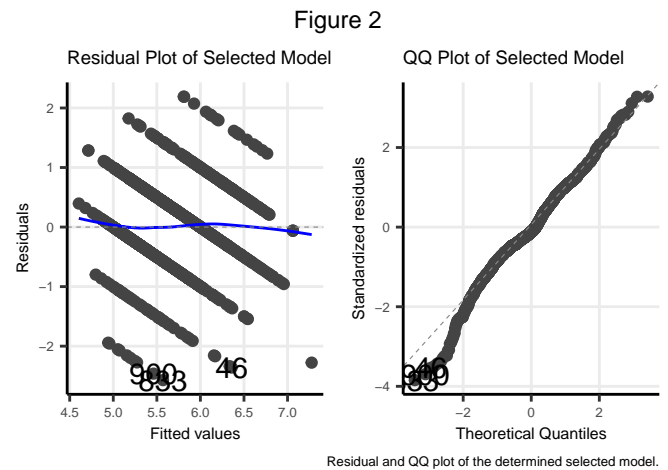 Figure 2
Residual Plot of Selected Model
QQ Plot of Selected Model
Residuals
2
1
0
−1
−2
46
4.5 5.0 5.5 6.0 6.5 7.0
Fitted values
Standardized residuals
2
0
−2
−4
46
−2 0 2
Theoretical Quantiles
Residual and QQ plot of the determined selected model.